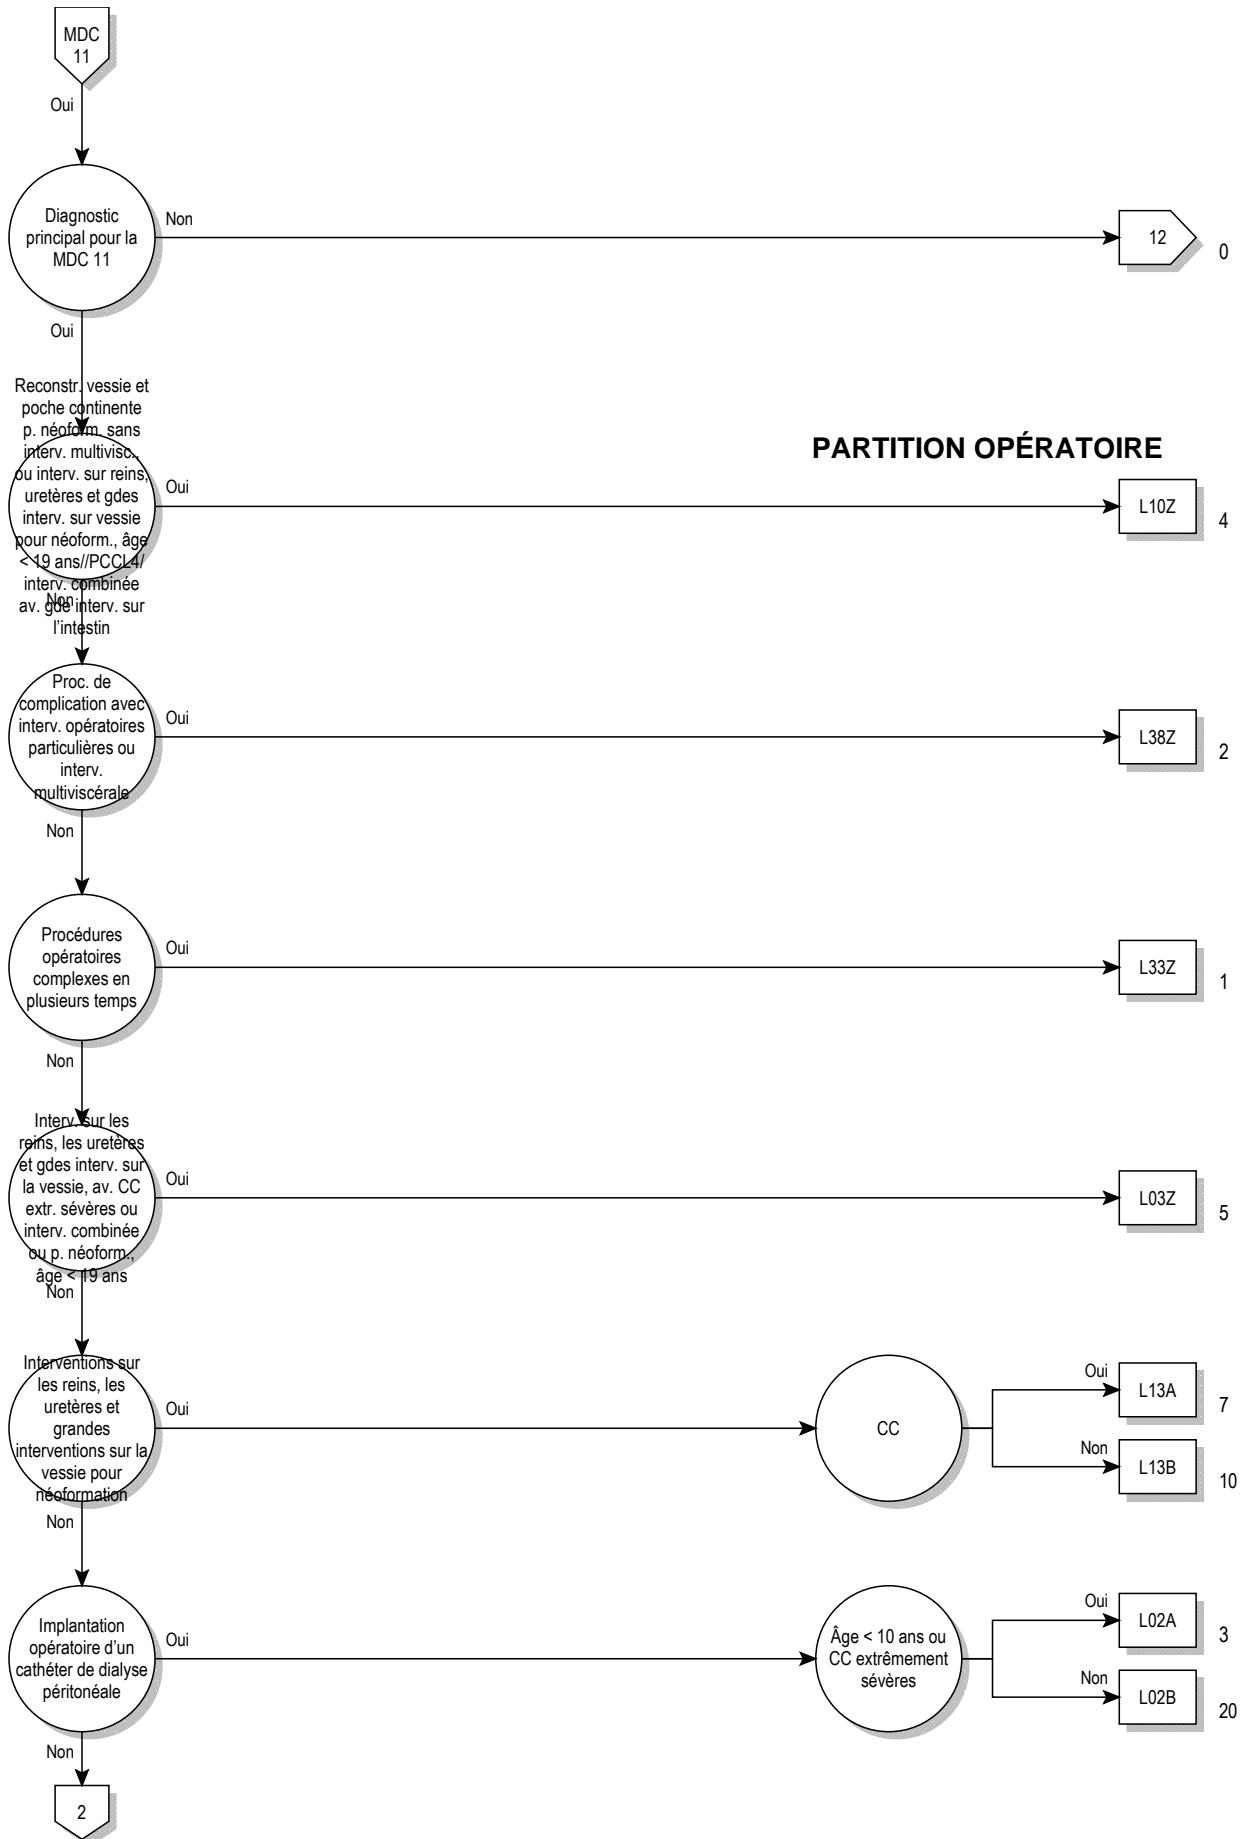 MDC
11
Oui
Diagnostic
principal pour la
MDC 11
Non
12
0
Oui
Reconstr. vessie et
poche continente
p. néoform. sans
interv. multivisc.,
ou interv. sur reins,
uretères et gdes
interv. sur vessie
pour néoform., âge
< 19 ans//PCCL4/
interv. combinée
av. gde interv. sur
l'intestin
PARTITION OPÉRATOIRE
Oui
L10Z
4
Non
Proc. de
complication avec
interv. opératoires
particulières ou
interv.
multiviscérale
Oui
L38Z
2
Non
Procédures
opératoires
complexes en
plusieurs temps
Oui
L33Z
1
Non
Interv. sur les
reins, les uretères
et gdes interv. sur
la vessie, av. CC
extr. sévères ou
interv. combinée
ou p. néoform.,
âge < 19 ans
Oui
L03Z
5
Non
Interventions sur
les reins, les
uretères et
grandes
interventions sur la
vessie pour
néoformation
Oui
CC
Oui
L13A
7
Non
L13B
10
Non
Implantation
opératoire d'un
cathéter de dialyse
péritonéale
Oui
Âge < 10 ans ou
CC extrêmement
sévères
Oui
L02A
3
Non
L02B
20
Non
2